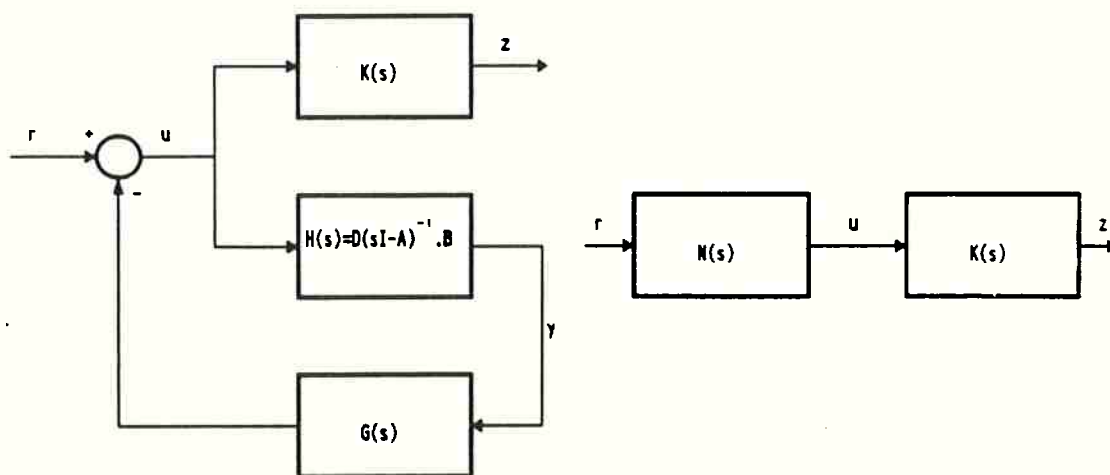 z
K(s)
r
+
u
-
H(s)=D(sI-A)⁻¹.B
y
G(s)
r
N(s)
u
K(s)
z